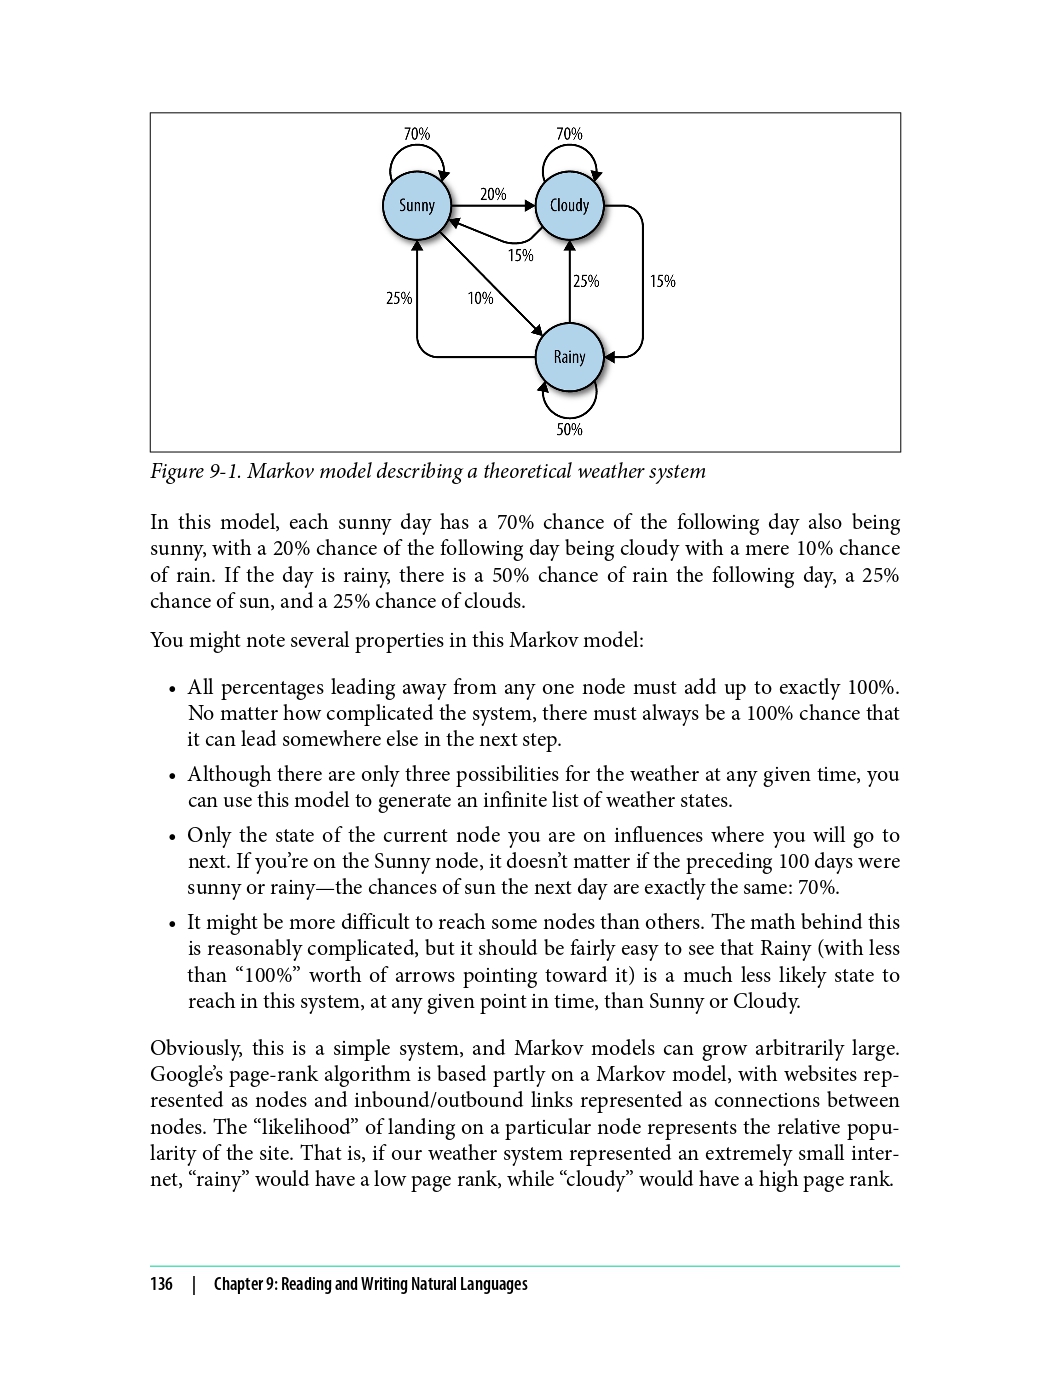 70%
70%
Sunny
20%
Cloudy
15%
25%
10%
25%
15%
Rainy
50%
Figure 9-1. Markov model describing a theoretical weather system
In this model, each sunny day has a 70% chance of the following day also being
sunny, with a 20% chance of the following day being cloudy with a mere 10% chance
of rain. If the day is rainy, there is a 50% chance of rain the following day, a 25%
chance of sun, and a 25% chance of clouds.
You might note several properties in this Markov model:
• All percentages leading away from any one node must add up to exactly 100%.
No matter how complicated the system, there must always be a 100% chance that
it can lead somewhere else in the next step.
• Although there are only three possibilities for the weather at any given time, you
can use this model to generate an infinite list of weather states.
• Only the state of the current node you are on influences where you will go to
next. If you’re on the Sunny node, it doesn’t matter if the preceding 100 days were
sunny or rainy—the chances of sun the next day are exactly the same: 70%.
• It might be more difficult to reach some nodes than others. The math behind this
is reasonably complicated, but it should be fairly easy to see that Rainy (with less
than “100%” worth of arrows pointing toward it) is a much less likely state to
reach in this system, at any given point in time, than Sunny or Cloudy.
Obviously, this is a simple system, and Markov models can grow arbitrarily large.
Google’s page-rank algorithm is based partly on a Markov model, with websites rep-
resented as nodes and inbound/outbound links represented as connections between
nodes. The “likelihood” of landing on a particular node represents the relative popu-
larity of the site. That is, if our weather system represented an extremely small inter-
net, “rainy” would have a low page rank, while “cloudy” would have a high page rank.
136 | Chapter 9: Reading and Writing Natural Languages